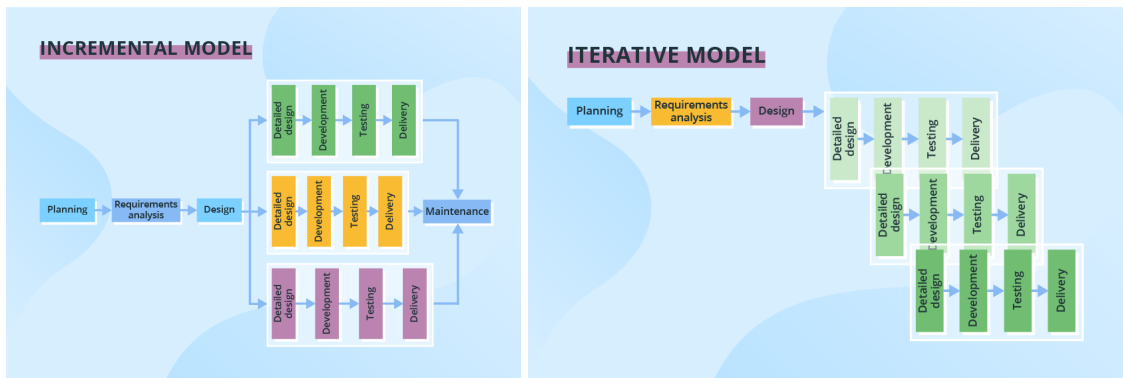 INCREMENTAL MODEL
Planning
Requirements
analysis
Design
Detailed
design
Development
Testing
Delivery
Detailed
design
Development
Testing
Delivery
Detailed
design
Development
Testing
Delivery
Maintenance
ITERATIVE MODEL
Planning
Requirements
analysis
Design
Detailed
design
Development
Testing
Delivery
Detailed
design
Development
Testing
Delivery
Detailed
design
Development
Testing
Delivery